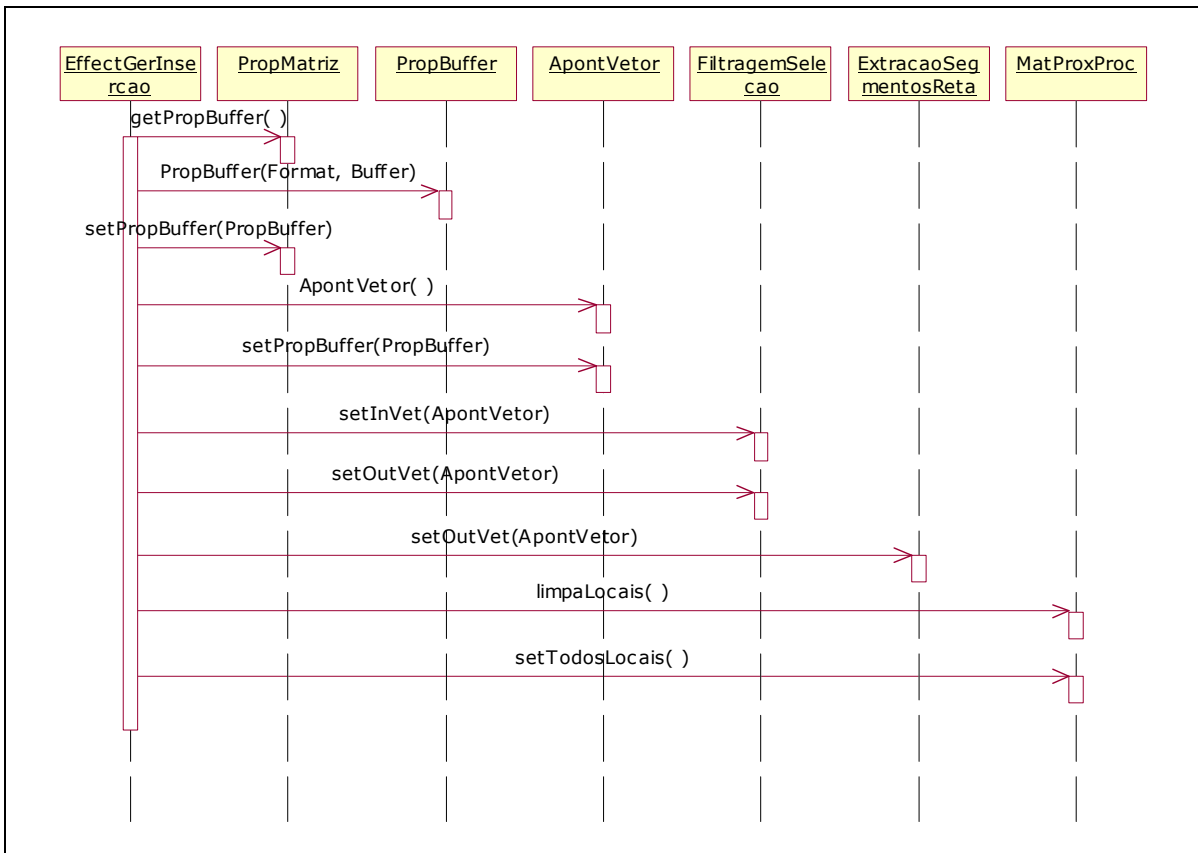 EffectGerInse
rcao
PropMatriz
PropBuffer
ApontVetor
FiltragemSele
cao
ExtracaoSeg
mentosReta
MatProxProc
getPropBuffer( )
PropBuffer(Format, Buffer)
setPropBuffer(PropBuffer)
ApontVetor( )
setPropBuffer(PropBuffer)
setInVet(ApontVetor)
setOutVet(ApontVetor)
setOutVet(ApontVetor)
limpaLocais( )
setTodosLocais( )